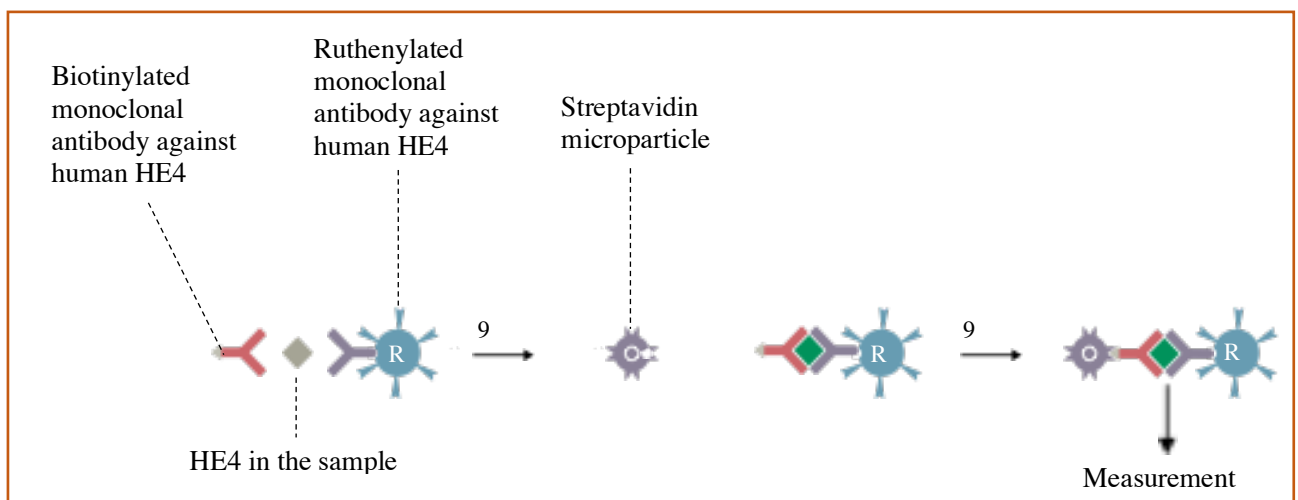 Biotinylated
monoclonal
antibody against
human HE4
Ruthenylated
monoclonal
antibody against
human HE4
Streptavidin
microparticle
R
9
R
9
R
HE4 in the sample
Measurement